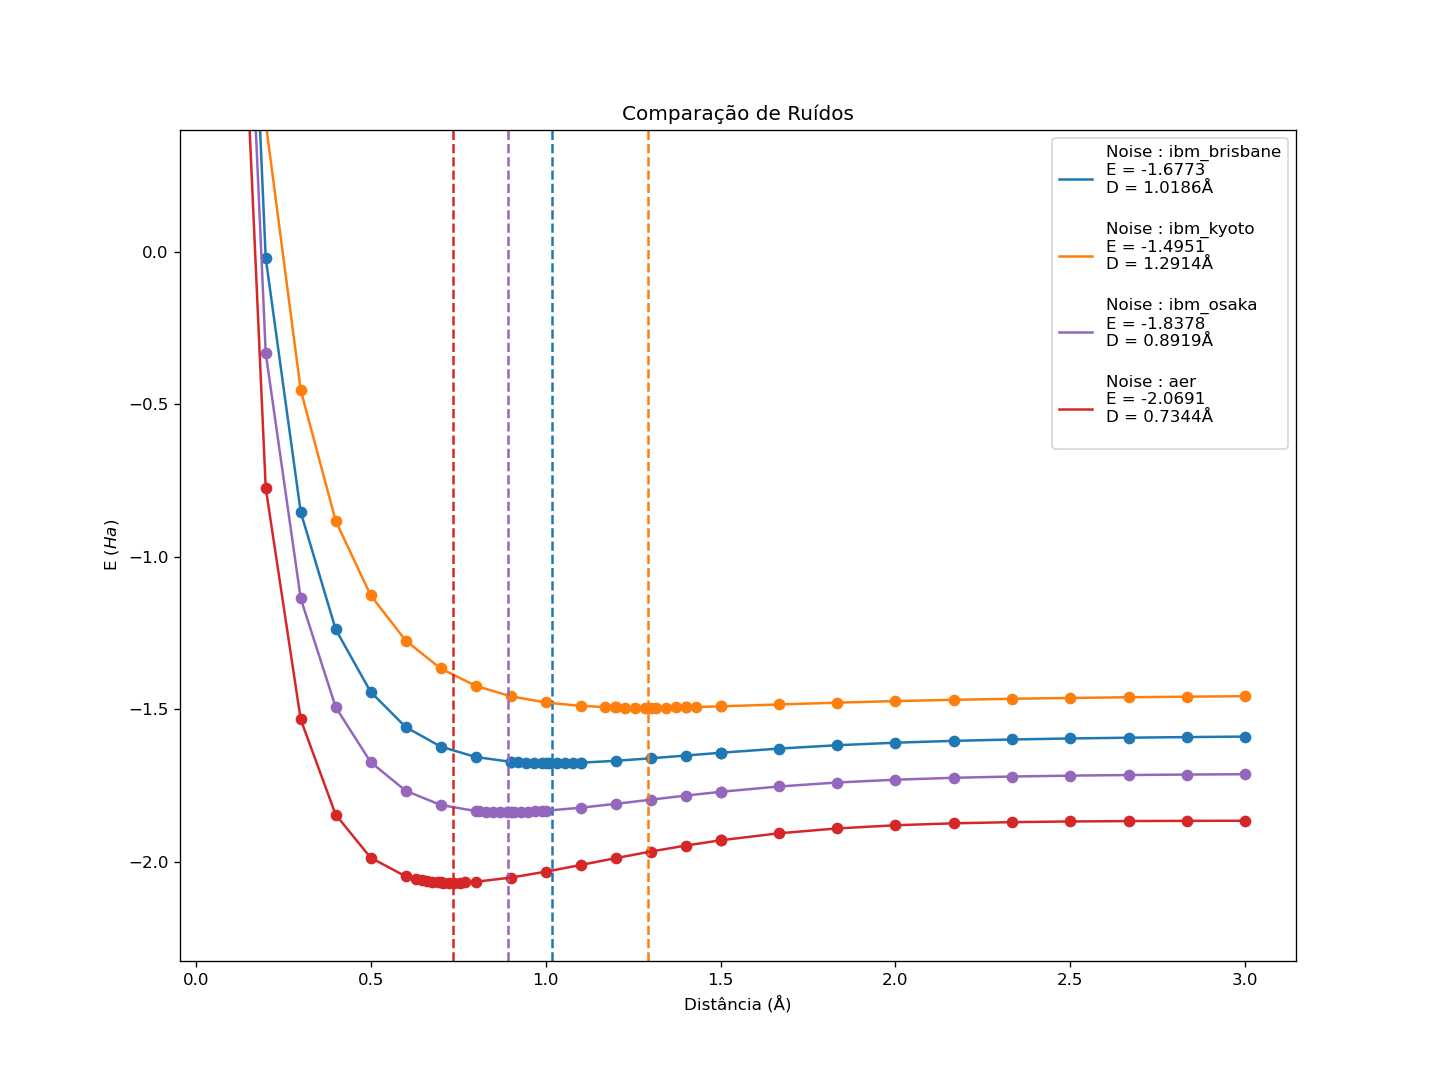 Comparação de Ruídos
Noise : ibm_brisbane
E = -1.6773
D = 1.0186Å
Noise : ibm_kyoto
E = -1.4951
D = 1.2914Å
Noise : ibm_osaka
E = -1.8378
D = 0.8919Å
Noise : aer
E = -2.0691
D = 0.7344Å
E (Ha)
0.0
−0.5
−1.0
−1.5
−2.0
0.0 0.5 1.0 1.5 2.0 2.5 3.0
Distância (Å)